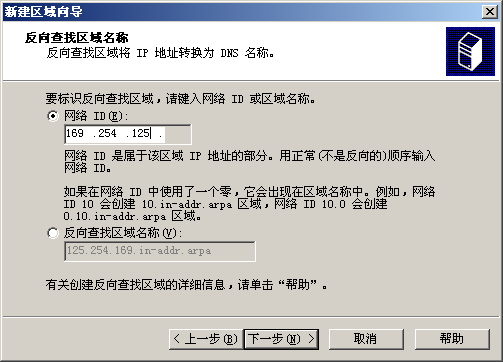 新建区域向导
反向查找区域名称
反向查找区域将 IP 地址转换为 DNS 名称。
要标识反向查找区域,请键入网络 ID 或区域名称。
网络 ID(E):
169 .254 .125 .
网络 ID 是属于该区域 IP 地址的部分。用正常(不是反向的)顺序输入
网络 ID。
如果在网络 ID 中使用了一个零,它会出现在区域名称中。例如,网络
ID 10 会创建 10.in-addr.arpa 区域,网络 ID 10.0 会创建
0.10.in-addr.arpa 区域。
反向查找区域名称(V):
125.254.169.in-addr.arpa
有关创建反向查找区域的详细信息,请单击“帮助”。
< 上一步(B) 下一步(N) > 取消 帮助